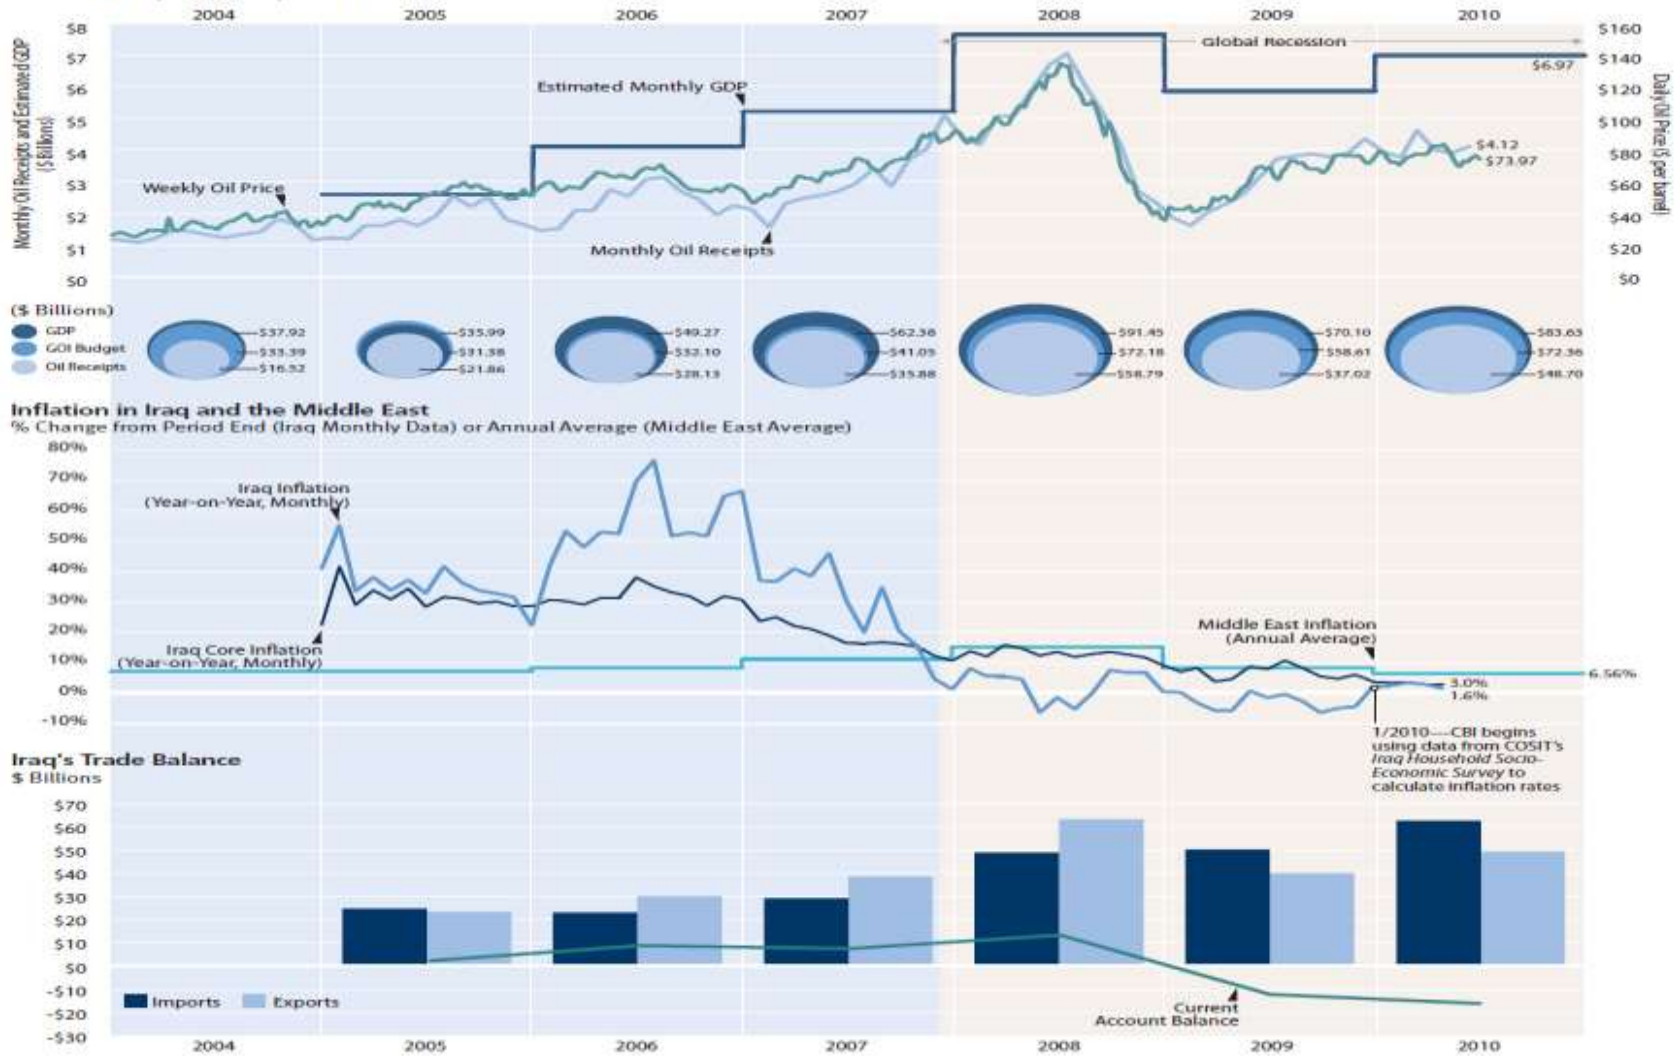 2004 2005 2006 2007 2008 2009 2010
Monthly Oil Receipts and Estimated GDP
($ Billions)
$8
$7
$6
$5
$4
$3
$2
$1
$0
Daily Oil Price ($ per barrel)
$160
$140
$120
$100
$80
$60
$40
$20
$0
Global Recession
$6.97
Estimated Monthly GDP
Weekly Oil Price
Monthly Oil Receipts
$4.12
$73.97
($ Billions)
GDP
GOI Budget
Oil Receipts
$37.92 $35.99 $49.27 $62.38 $91.45 $70.10 $83.63
$33.39 $31.38 $32.10 $41.05 $72.18 $58.61 $72.36
$16.52 $21.86 $28.13 $35.88 $58.79 $37.02 $48.70
Inflation in Iraq and the Middle East
% Change from Period End (Iraq Monthly Data) or Annual Average (Middle East Average)
80%
70%
60%
50%
40%
30%
20%
10%
0%
-10%
Iraq Inflation
(Year-on-Year, Monthly)
Iraq Core Inflation
(Year-on-Year, Monthly)
Middle East Inflation
(Annual Average)
6.56%
3.0%
1.6%
1/2010—CBI begins
using data from COSIT's
Iraq Household Socio-
Economic Survey to
calculate inflation rates
Iraq's Trade Balance
$ Billions
$70
$60
$50
$40
$30
$20
$10
$0
-$10
-$20
-$30
Imports Exports
Current
Account Balance
2004 2005 2006 2007 2008 2009 2010